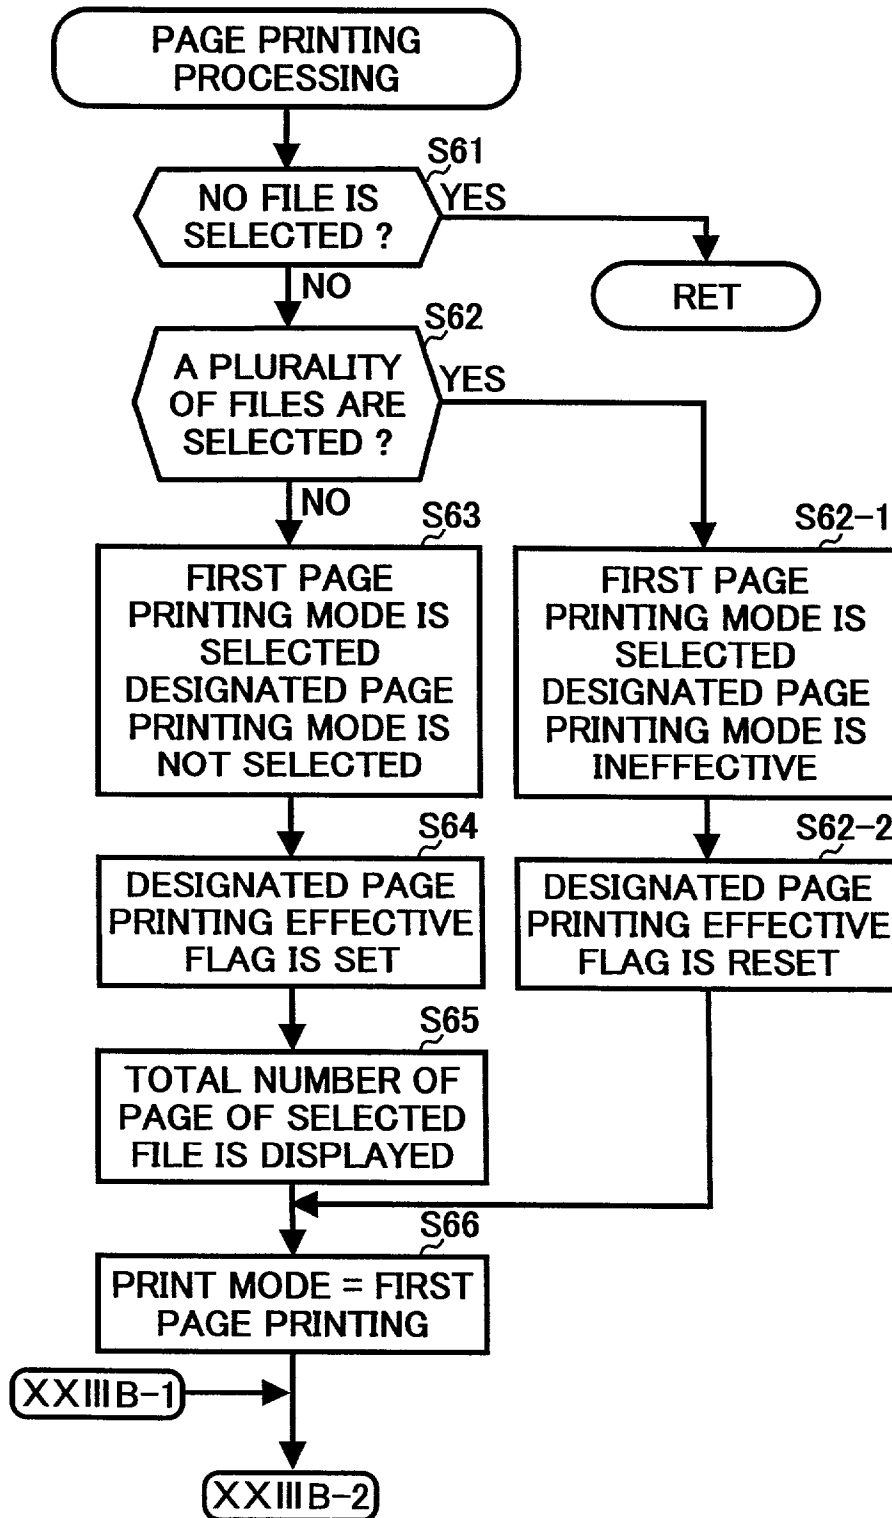 PAGE PRINTING
PROCESSING
S61
NO FILE IS
SELECTED ?
YES
RET
NO
S62
A PLURALITY
OF FILES ARE
SELECTED ?
YES
NO
S63
FIRST PAGE
PRINTING MODE IS
SELECTED
DESIGNATED PAGE
PRINTING MODE IS
NOT SELECTED
S62-1
FIRST PAGE
PRINTING MODE IS
SELECTED
DESIGNATED PAGE
PRINTING MODE IS
INEFFECTIVE
S64
DESIGNATED PAGE
PRINTING EFFECTIVE
FLAG IS SET
S62-2
DESIGNATED PAGE
PRINTING EFFECTIVE
FLAG IS RESET
S65
TOTAL NUMBER OF
PAGE OF SELECTED
FILE IS DISPLAYED
S66
PRINT MODE = FIRST
PAGE PRINTING
XXIIIB-1
XXIIIB-2